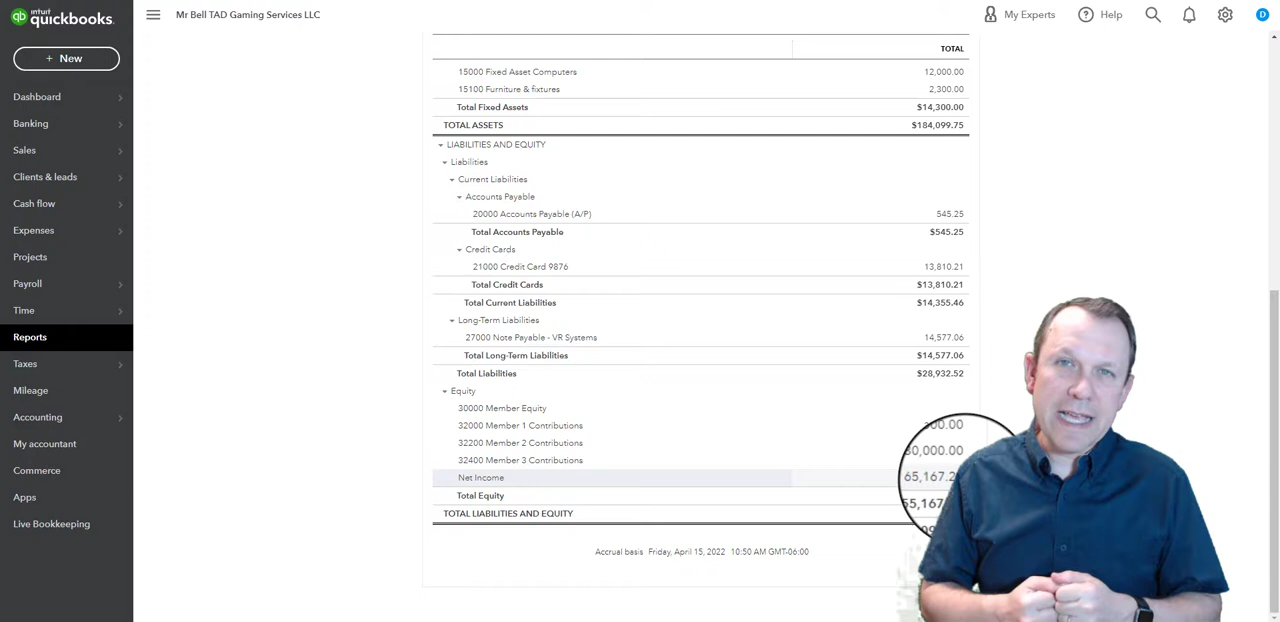 intuit
quickbooks.
Mr Bell TAD Gaming Services LLC
My Experts
Help
D
+ New
Dashboard
Banking
Sales
Clients & leads
Cash flow
Expenses
Projects
Payroll
Time
Reports
Taxes
Mileage
Accounting
My accountant
Commerce
Apps
Live Bookkeeping
TOTAL
15000 Fixed Asset Computers 12,000.00
15100 Furniture & fixtures 2,300.00
Total Fixed Assets $14,300.00
TOTAL ASSETS $184,099.75
LIABILITIES AND EQUITY
Liabilities
Current Liabilities
Accounts Payable
20000 Accounts Payable (A/P) 545.25
Total Accounts Payable $545.25
Credit Cards
21000 Credit Card 9876 13,810.21
Total Credit Cards $13,810.21
Total Current Liabilities $14,355.46
Long-Term Liabilities
27000 Note Payable - VR Systems 14,577.06
Total Long-Term Liabilities $14,577.06
Total Liabilities $28,932.52
Equity
30000 Member Equity
32000 Member 1 Contributions
32200 Member 2 Contributions
32400 Member 3 Contributions
Net Income
Total Equity
TOTAL LIABILITIES AND EQUITY
Accrual basis Friday, April 15, 2022 10:50 AM GMT-06:00